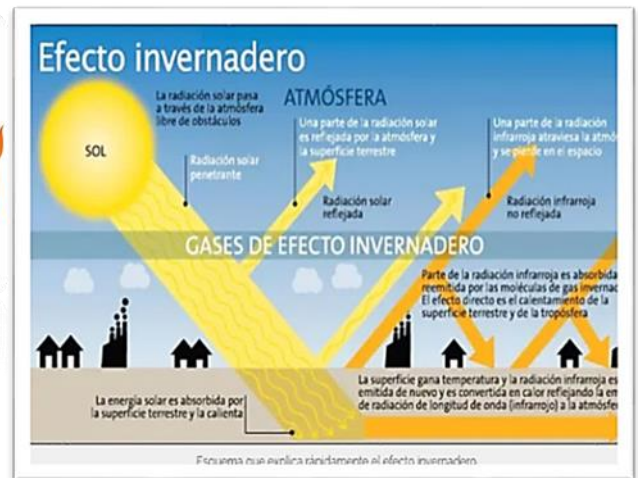 Efecto invernadero
SOL
La radiación solar pasa
a través de la atmósfera
libre de obstáculos
Radiación solar
penetrante
ATMÓSFERA
Una parte de la radiación solar
es reflejada por la atmósfera y
la superficie terrestre
Radiación solar
reflejada
Una parte de la radiación
infrarroja atraviesa la atmó
y se pierde en el espacio
Radiación infrarroja
no reflejada
GASES DE EFECTO INVERNADERO
Parte de la radiación infrarroja es absorbida
reemitida por las moléculas de gas invernad
El efecto directo es el calentamiento de la
superficie terrestre y de la tropósfera
La energía solar es absorbida por
la superficie terrestre y la calienta
La superficie gana temperatura y la radiación infrarroja es
emitida de nuevo y es convertida en calor reflejando la em
de radiación de longitud de onda (infrarrojo) a la atmósfe
Esquema que explica rápidamente el efecto invernadero